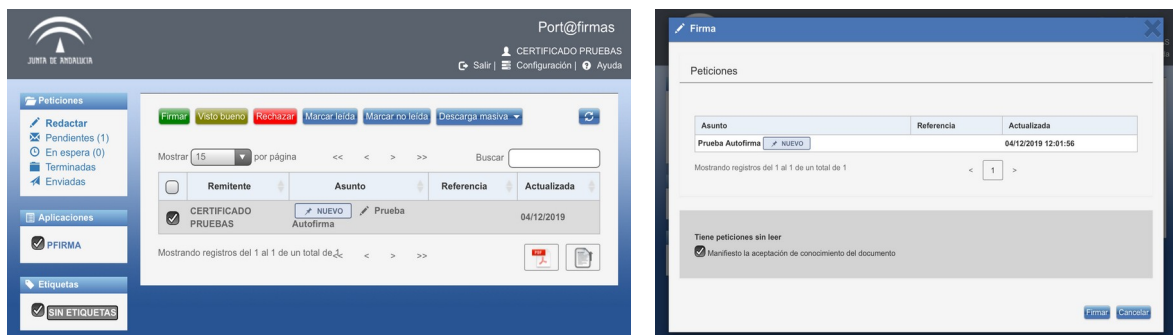 JUNTA DE ANDALUCIA
Port@firmas
CERTIFICADO PRUEBAS
Salir | Configuración | Ayuda
Peticiones
Redactar
Pendientes (1)
En espera (0)
Terminadas
Enviadas
Aplicaciones
PFIRMA
Etiquetas
SIN ETIQUETAS
Firmar Visto bueno Rechazar Marcar leída Marcar no leída Descarga masiva
Mostrar 15 por página << < > >> Buscar
Remitente Asunto Referencia Actualizada
CERTIFICADO PRUEBAS NUEVO Prueba Autofirma 04/12/2019
Mostrando registros del 1 al 1 de un total de 1 << < > >>
Firma
Peticiones
Asunto Referencia Actualizada
Prueba Autofirma NUEVO 04/12/2019 12:01:56
Mostrando registros del 1 al 1 de un total de 1 < 1 >
Tiene peticiones sin leer
Manifiesto la aceptación de conocimiento del documento
Firmar Cancelar